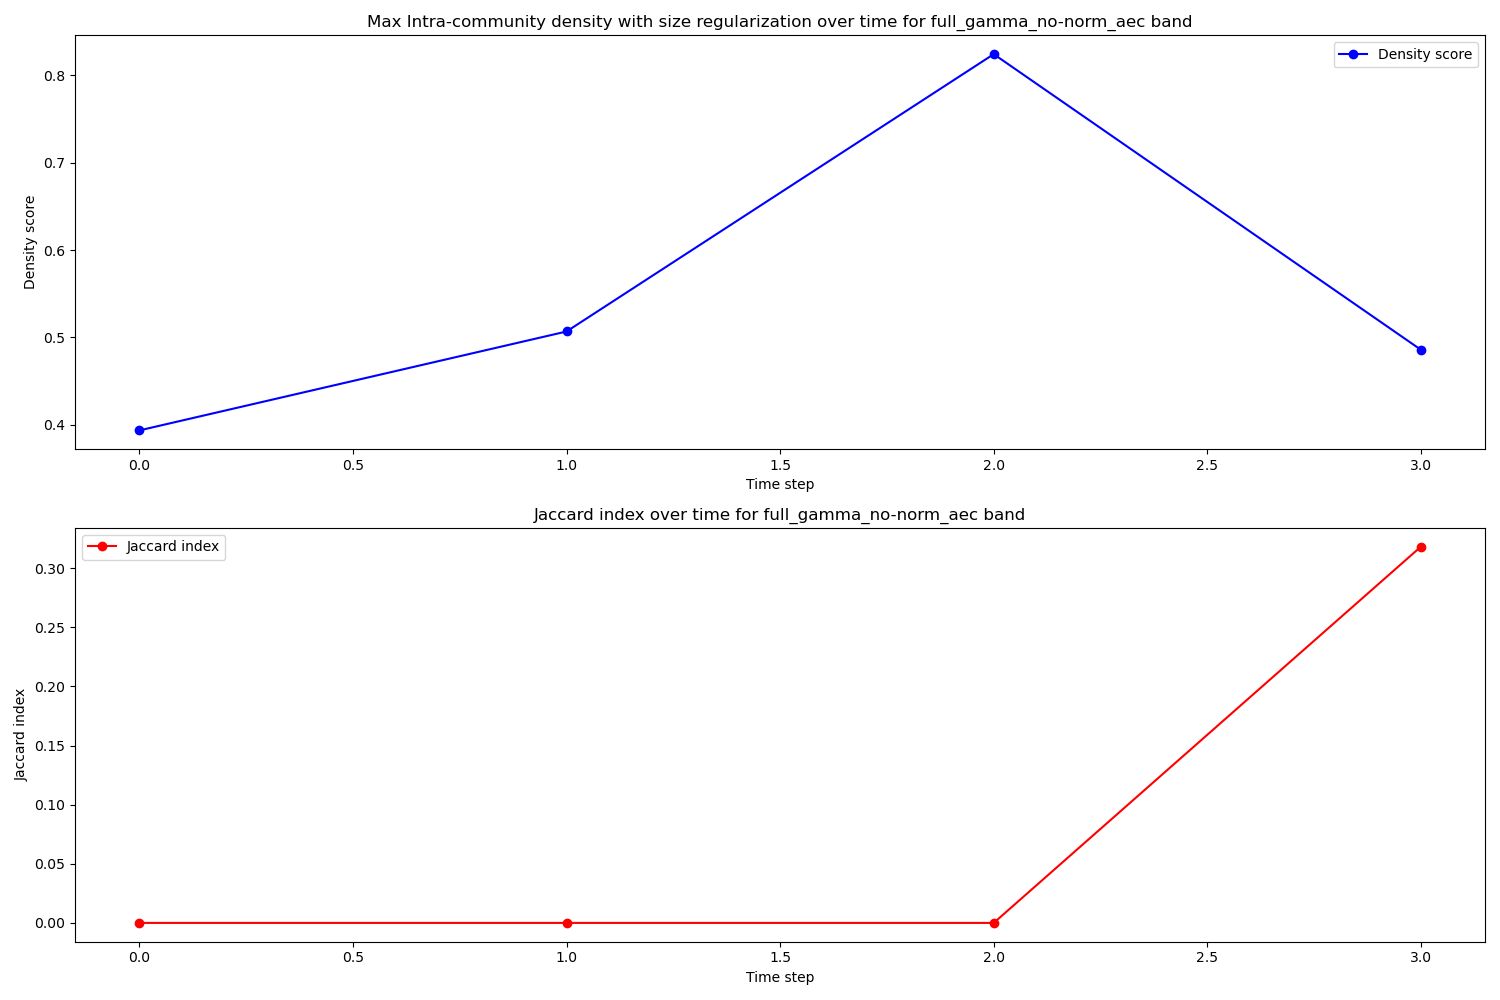 Max Intra-community density with size regularization over time for full_gamma_no-norm_aec band
Density score
0.8
0.7
0.6
0.5
0.4
Density score
0.0 0.5 1.0 1.5 2.0 2.5 3.0
Time step
Jaccard index over time for full_gamma_no-norm_aec band
Jaccard index
0.30
0.25
0.20
0.15
0.10
0.05
0.00
Jaccard index
0.0 0.5 1.0 1.5 2.0 2.5 3.0
Time step